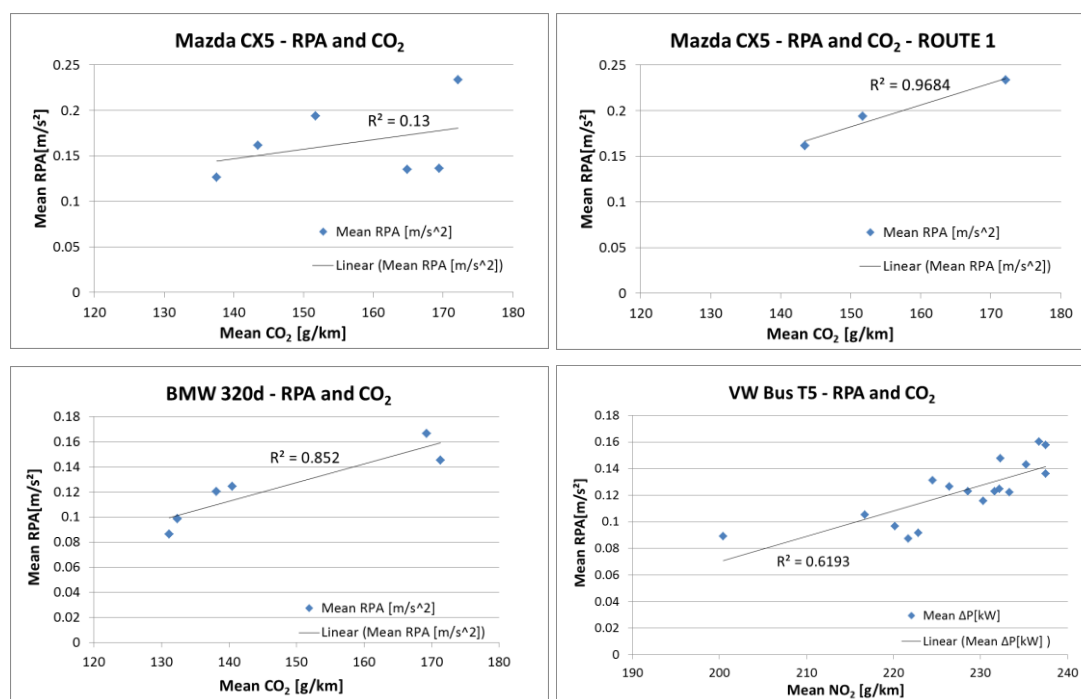 Mazda CX5 - RPA and CO₂
Mean RPA[m/s²]
0.25
0.2
0.15
0.1
0.05
0
R² = 0.13
Mean RPA [m/s^2]
Linear (Mean RPA [m/s^2])
120 130 140 150 160 170 180
Mean CO₂ [g/km]
Mazda CX5 - RPA and CO₂ - ROUTE 1
Mean RPA[m/s²]
0.25
0.2
0.15
0.1
0.05
0
R² = 0.9684
Mean RPA [m/s^2]
Linear (Mean RPA [m/s^2])
120 130 140 150 160 170 180
Mean CO₂ [g/km]
BMW 320d - RPA and CO₂
Mean RPA[m/s²]
0.18
0.16
0.14
0.12
0.1
0.08
0.06
0.04
0.02
0
R² = 0.852
Mean RPA [m/s^2]
Linear (Mean RPA [m/s^2])
120 130 140 150 160 170 180
Mean CO₂ [g/km]
VW Bus T5 - RPA and CO₂
Mean RPA[m/s²]
0.18
0.16
0.14
0.12
0.1
0.08
0.06
0.04
0.02
0
R² = 0.6193
Mean ΔP[kW]
Linear (Mean ΔP[kW] )
190 200 210 220 230 240
Mean NO₂ [g/km]